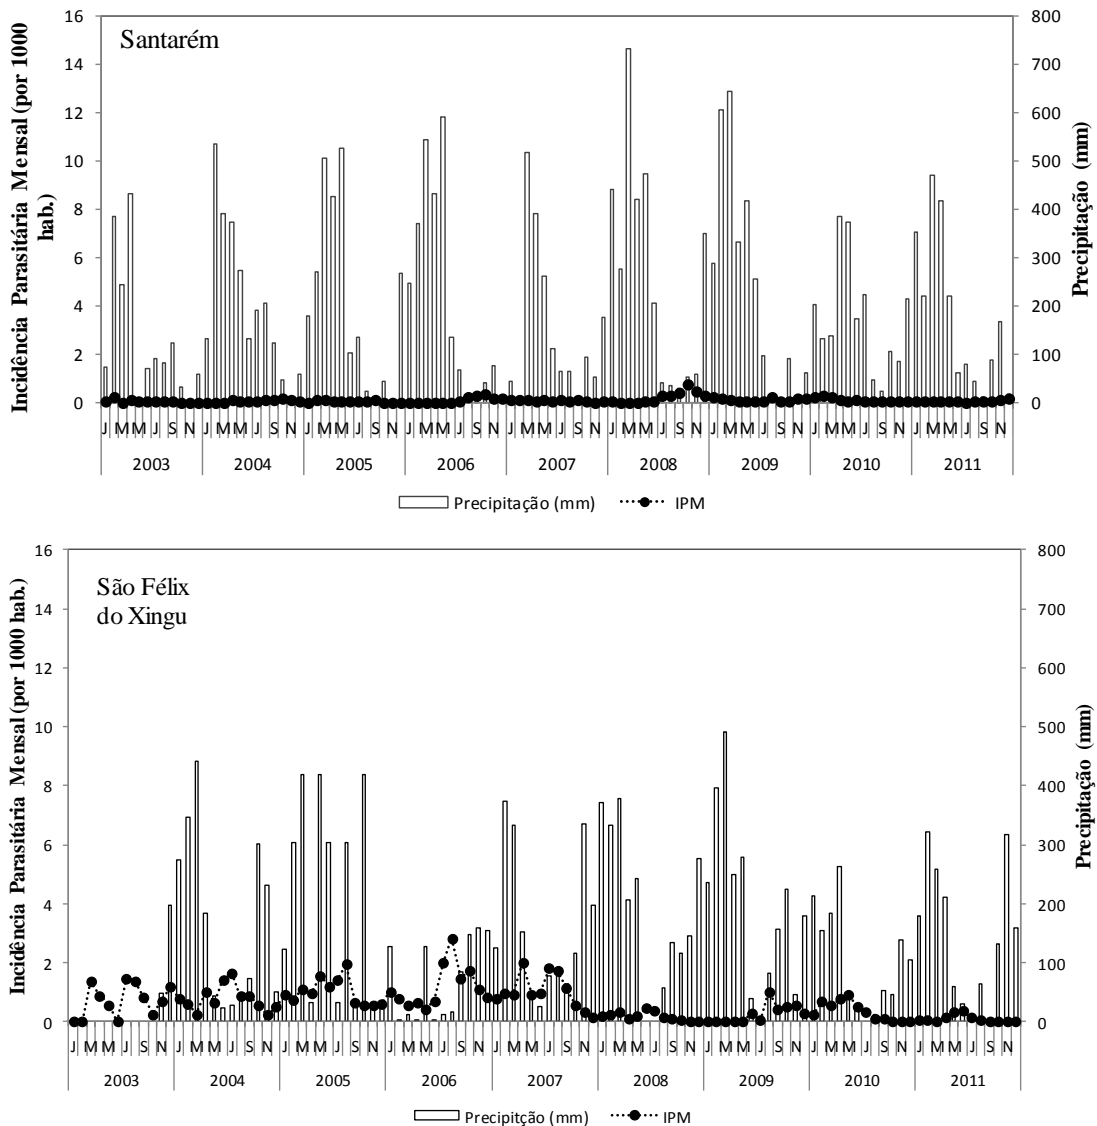 Santarém
Incidência Parasitária Mensal (por 1000
hab.)
16
14
12
10
8
6
4
2
0
800
700
600
500
400
300
200
100
0
Precipitação (mm)
J M M J S N J M M J S N J M M J S N J M M J S N J M M J S N J M M J S N J M M J S N J M M J S N J M M J S N
2003 2004 2005 2006 2007 2008 2009 2010 2011
Precipitação (mm) IPM
São Félix
do Xingu
Incidência Parasitária Mensal (por 1000 hab.)
16
14
12
10
8
6
4
2
0
800
700
600
500
400
300
200
100
0
Precipitação (mm)
J M M J S N J M M J S N J M M J S N J M M J S N J M M J S N J M M J S N J M M J S N J M M J S N J M M J S N
2003 2004 2005 2006 2007 2008 2009 2010 2011
Precipitção (mm) IPM